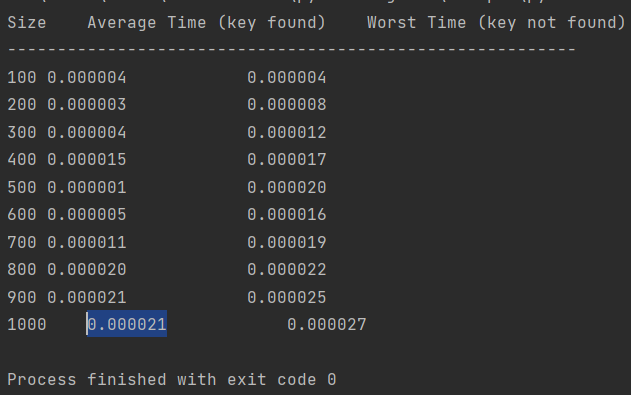 Size    Average Time (key found)    Worst Time (key not found)
---------------------------------------------------------
100 0.000004            0.000004
200 0.000003            0.000008
300 0.000004            0.000012
400 0.000015            0.000017
500 0.000001            0.000020
600 0.000005            0.000016
700 0.000011            0.000019
800 0.000020            0.000022
900 0.000021            0.000025
1000    0.000021            0.000027
Process finished with exit code 0